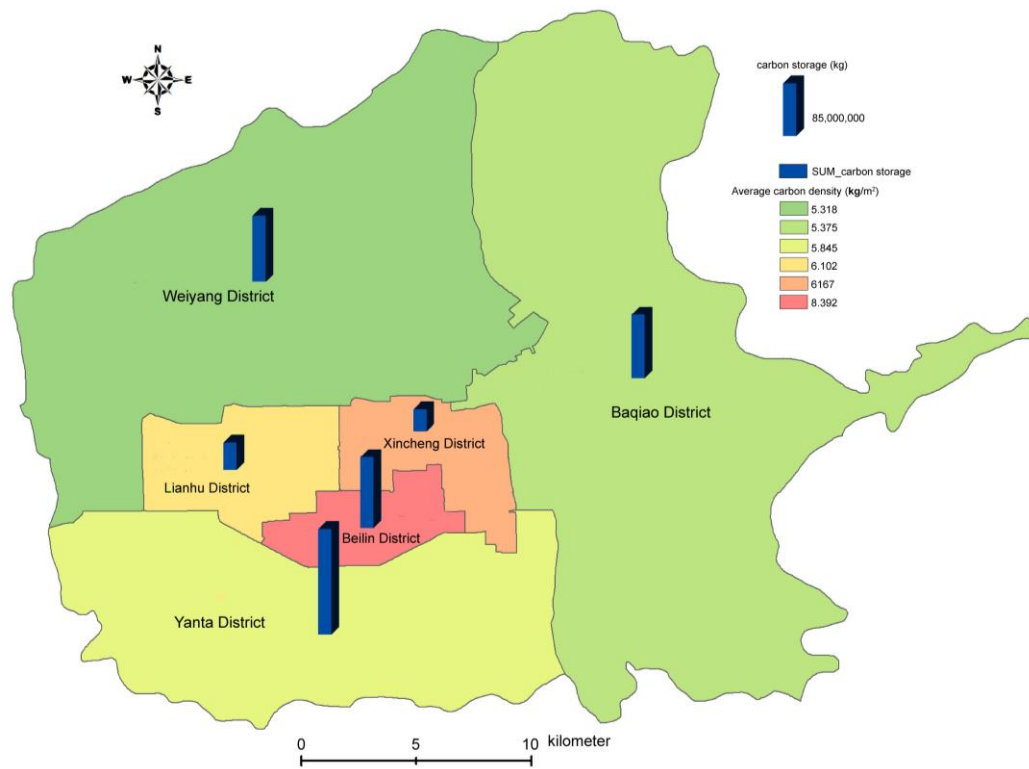 N
W
E
S
carbon storage (kg)
85,000,000
SUM_carbon storage
Average carbon density (kg/m²)
5.318
5.375
5.845
6.102
6167
8.392
Weiyang District
Baqiao District
Xincheng District
Lianhu District
Beilin District
Yanta District
0 5 10 kilometer